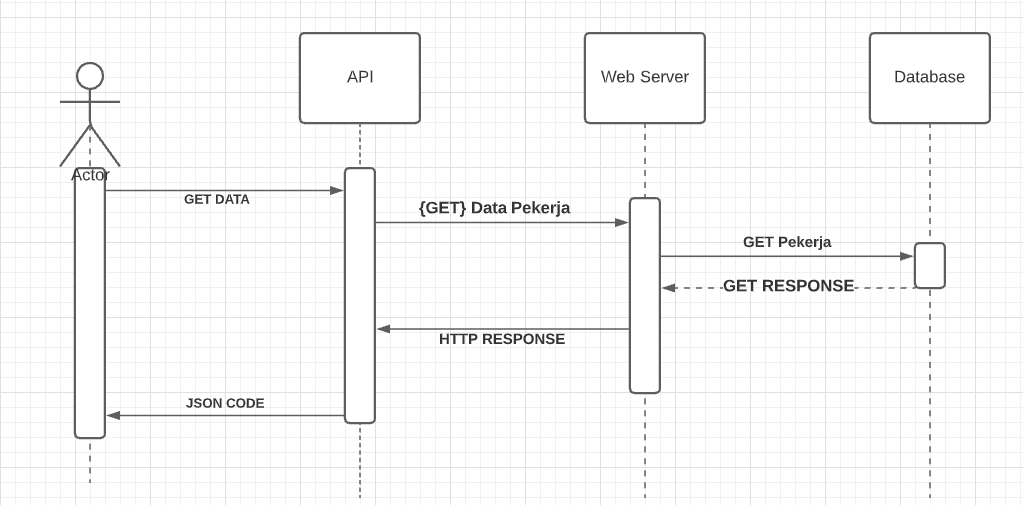 API
Web Server
Database
Actor
GET DATA
{GET} Data Pekerja
GET Pekerja
GET RESPONSE
HTTP RESPONSE
JSON CODE